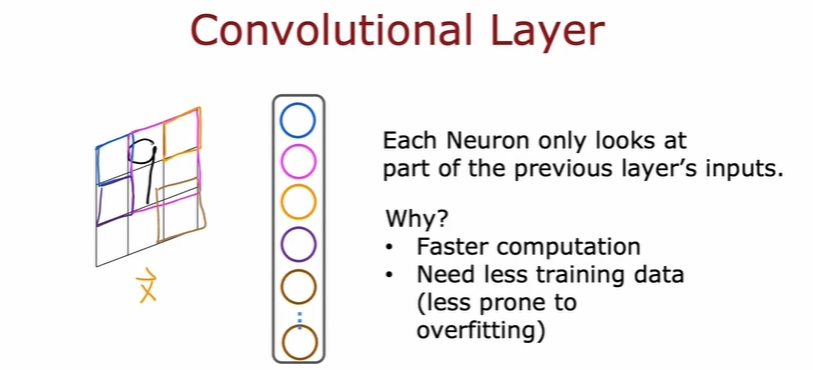 Convolutional Layer
9
x⃗
Each Neuron only looks at
part of the previous layer's inputs.
Why?
• Faster computation
• Need less training data
(less prone to
overfitting)